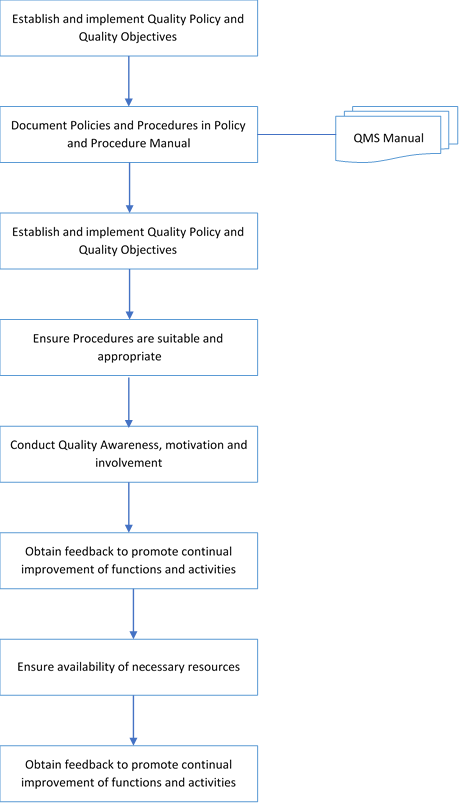 Establish and implement Quality Policy and
Quality Objectives
Document Policies and Procedures in Policy
and Procedure Manual
QMS Manual
Establish and implement Quality Policy and
Quality Objectives
Ensure Procedures are suitable and
appropriate
Conduct Quality Awareness, motivation and
involvement
Obtain feedback to promote continual
improvement of functions and activities
Ensure availability of necessary resources
Obtain feedback to promote continual
improvement of functions and activities